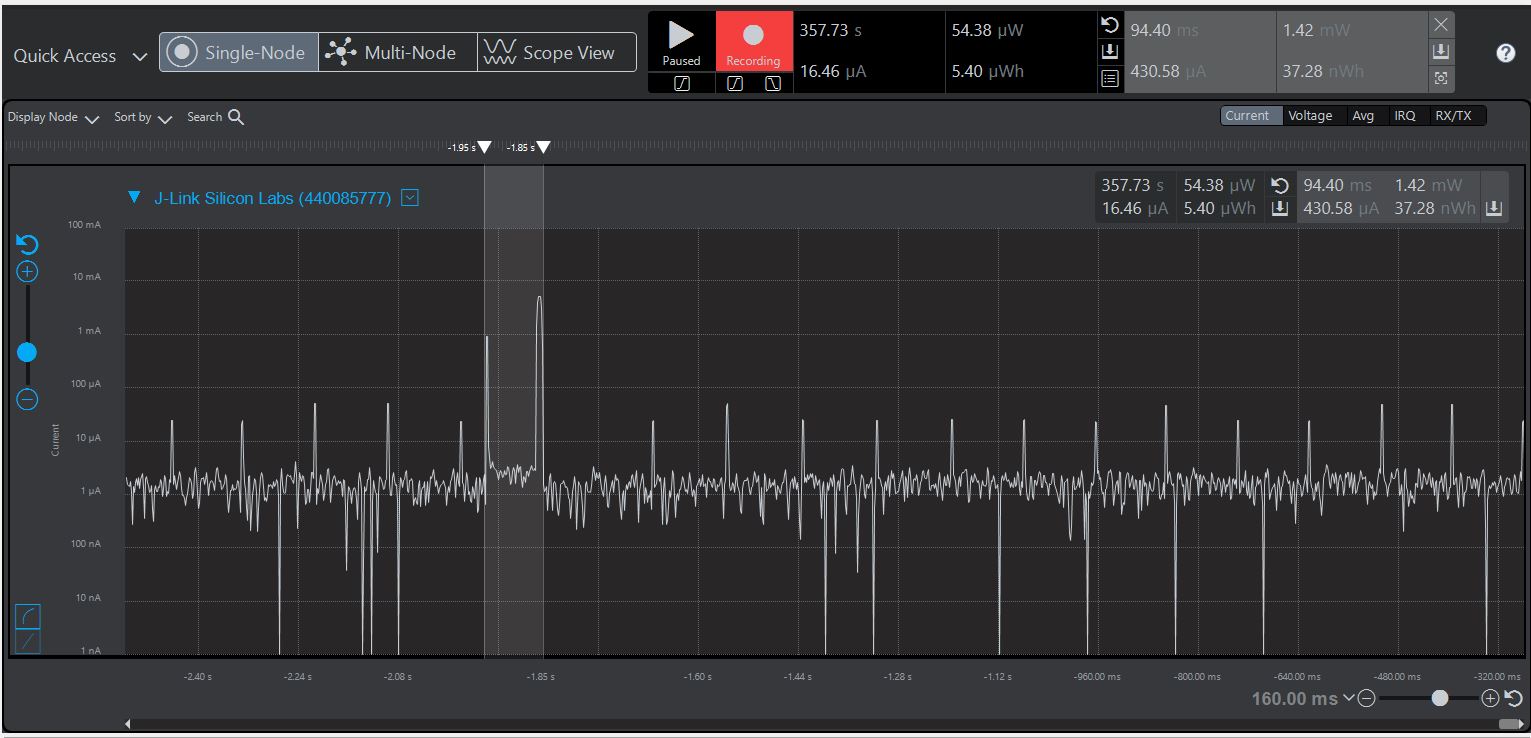 Quick Access Single-Node Multi-Node Scope View
Paused Recording
357.73 s 54.38 µW 94.40 ms 1.42 mW
16.46 µA 5.40 µWh 430.58 µA 37.28 nWh
?
Display Node Sort by Search
Current Voltage Avg IRQ RX/TX
-1.95 s -1.85 s
J-Link Silicon Labs (440085777)
357.73 s 54.38 µW 94.40 ms 1.42 mW
16.46 µA 5.40 µWh 430.58 µA 37.28 nWh
100 mA
10 mA
1 mA
100 µA
10 µA
1 µA
100 nA
10 nA
1 nA
Current
-2.40 s -2.24 s -2.08 s -1.85 s -1.60 s -1.44 s -1.28 s -1.12 s -960.00 ms -800.00 ms -640.00 ms -480.00 ms -320.00 ms
160.00 ms